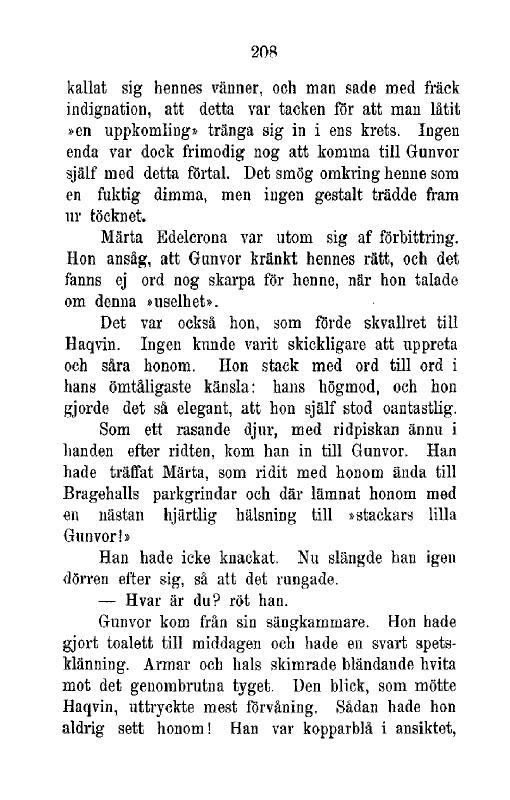 208
kallat sig hennes vänner, och man sade med fräck
indignation, att detta var tacken för att man låtit
»en uppkomling» tränga sig in i ens krets. Ingen
enda var dock frimodig nog att komma till Gunvor
själf med detta förtal. Det smög omkring henne som
en fuktig dimma, men ingen gestalt trädde fram
ur töcknet.
Märta Edelcrona var utom sig af förbittring.
Hon ansåg, att Gunvor kränkt hennes rätt, och det
fanns ej ord nog skarpa för henne, när hon talade
om denna »uselhet».
Det var också hon, som förde skvallret till
Haqvin. Ingen kunde varit skickligare att uppreta
och såra honom. Hon stack med ord till ord i
hans ömtåligaste känsla: hans högmod, och hon
gjorde det så elegant, att hon själf stod oantastlig.
Som ett rasande djur, med ridpiskan ännu i
handen efter ridten, kom han in till Gunvor. Han
hade träffat Märta, som ridit med honom ända till
Bragehalls parkgrindar och där lämnat honom med
en nästan hjärtlig hälsning till »stackars lilla
Gunvor!»
Han hade icke knackat. Nu slängde han igen
dörren efter sig, så att det rungade.
— Hvar är du? röt han.
Gunvor kom från sin sängkammare. Hon hade
gjort toalett till middagen och hade en svart spets-
klänning. Armar och hals skimrade bländande hvita
mot det genombrutna tyget. Den blick, som mötte
Haqvin, uttryckte mest förvåning. Sådan hade hon
aldrig sett honom! Han var kopparblå i ansiktet,